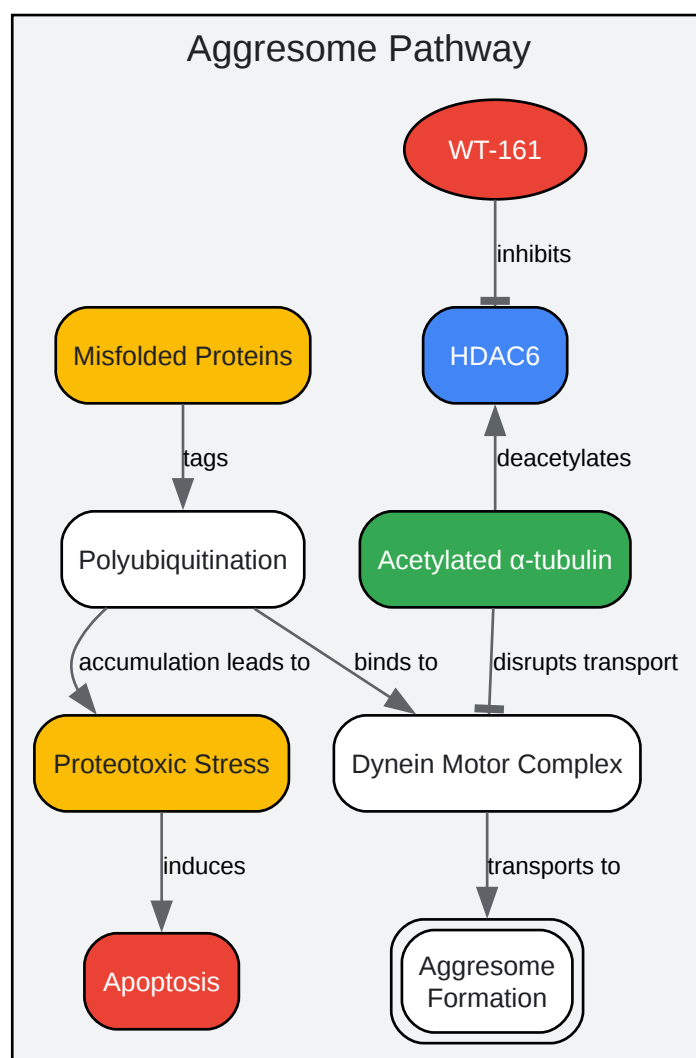 Aggresome Pathway
WT-161
inhibits
Misfolded Proteins
HDAC6
tags
deacetylates
Polyubiquitination
Acetylated α-tubulin
accumulation leads to
binds to
disrupts transport
Proteotoxic Stress
Dynein Motor Complex
induces
transports to
Apoptosis
Aggresome
Formation